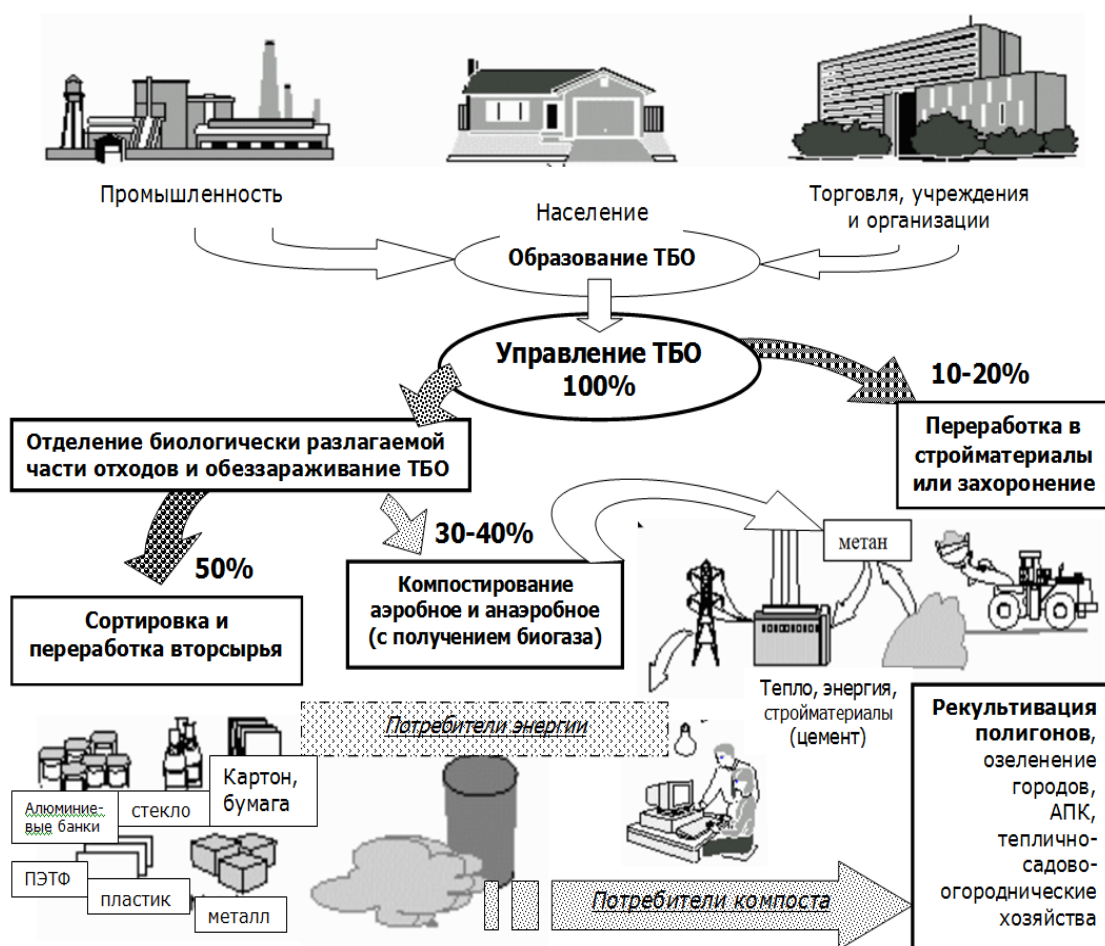 Промышленность
Население
Торговля, учреждения
и организации
Образование ТБО
Управление ТБО
100%
10-20%
Отделение биологически разлагаемой
части отходов и обеззараживание ТБО
Переработка в
стройматериалы
или захоронение
50%
30-40%
метан
Сортировка и
переработка вторсырья
Компостирование
аэробное и анаэробное
(с получением биогаза)
Тепло, энергия,
стройматериалы
(цемент)
Потребители энергии
Картон,
бумага
Алюминие-
вые банки
стекло
ПЭТФ
пластик
металл
Рекультивация
полигонов,
озеленение
городов,
АПК,
теплично-
садово-
огороднические
хозяйства
Потребители компоста